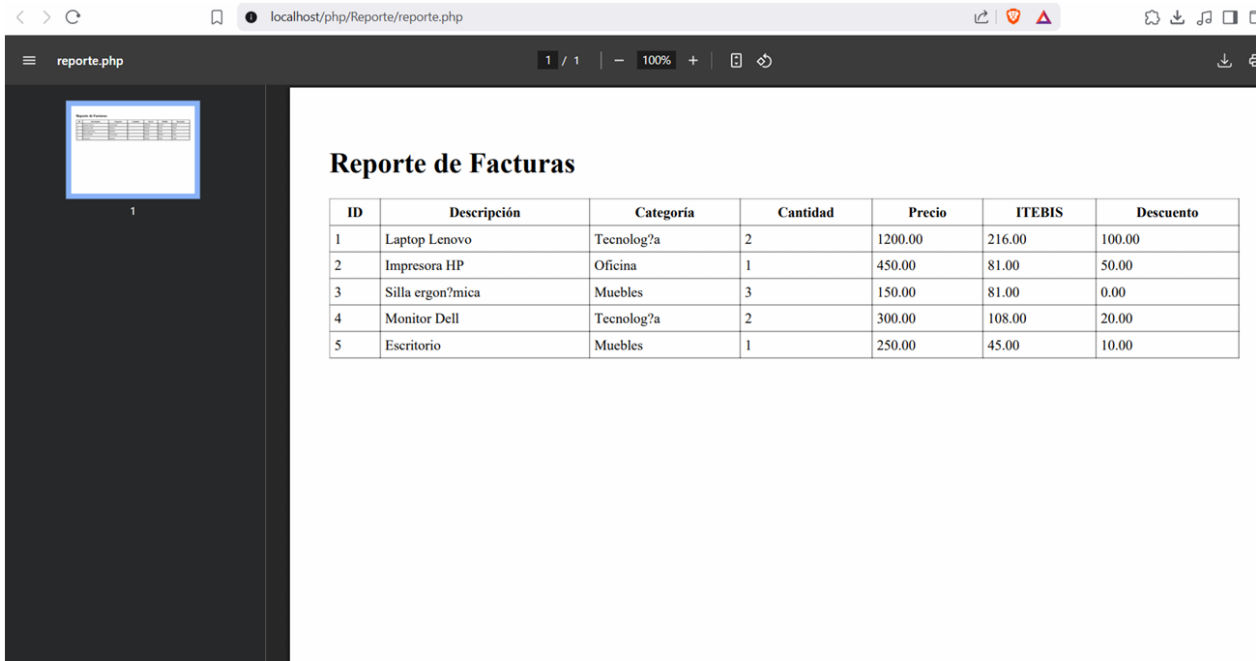 localhost/php/Reporte/reporte.php
reporte.php
1 / 1
100%
1
Reporte de Facturas
ID Descripción Categoría Cantidad Precio ITEBIS Descuento
1 Laptop Lenovo Tecnolog?a 2 1200.00 216.00 100.00
2 Impresora HP Oficina 1 450.00 81.00 50.00
3 Silla ergon?mica Muebles 3 150.00 81.00 0.00
4 Monitor Dell Tecnolog?a 2 300.00 108.00 20.00
5 Escritorio Muebles 1 250.00 45.00 10.00